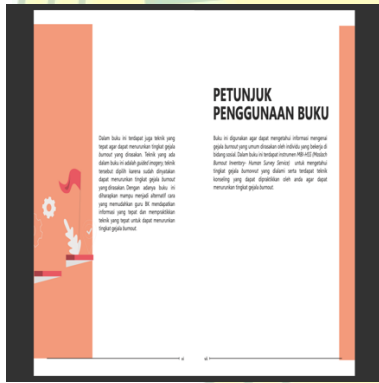 Dalam buku ini terdapat juga teknik yang
tepat agar dapat menurunkan tingkat gejala
burnout yang dirasakan. Teknik yang ada
dalam buku ini adalah guided imagery, teknik
tersebut dipilih karena sudah dinyatakan
dapat menurunkan tingkat gejala burnout
yang dirasakan. Dengan adanya buku ini
diharapkan mampu menjadi alternatif cara
yang memudahkan guru BK mendapatkan
informasi yang tepat dan mempraktikkan
teknik yang tepat untuk dapat menurunkan
tingkat gejala burnout.
PETUNJUK
PENGGUNAAN BUKU
Buku ini digunakan agar dapat mengetahui informasi mengenai
gejala burnout yang umum dirasakan oleh individu yang bekerja di
bidang sosial. Dalam buku ini terdapat instrumen MBI-HSS (Maslach
Burnout Inventory- Human Survey Service) untuk mengetahui
tingkat gejala burnout yang dialami serta terdapat teknik
konseling yang dapat dipraktikkan oleh anda agar dapat
menurunkan tingkat gejala burnout.